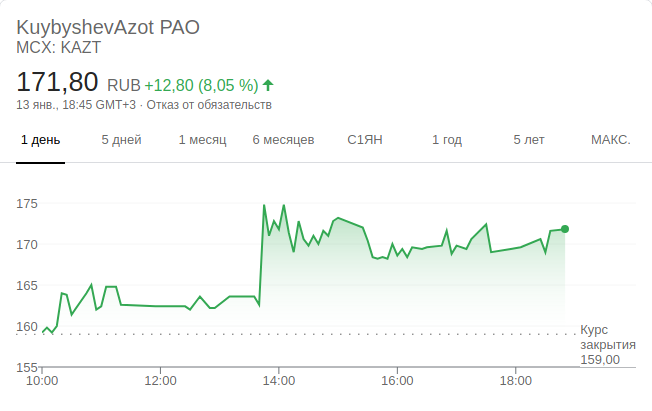 KuybyshevAzot PAO
MCX: KAZT
171,80 RUB +12,80 (8,05 %)
13 янв., 18:45 GMT+3 · Отказ от обязательств
1 день 5 дней 1 месяц 6 месяцев С1ЯН 1 год 5 лет МАКС.
175
170
165
160
155
Курс
закрытия
159,00
10:00 12:00 14:00 16:00 18:00